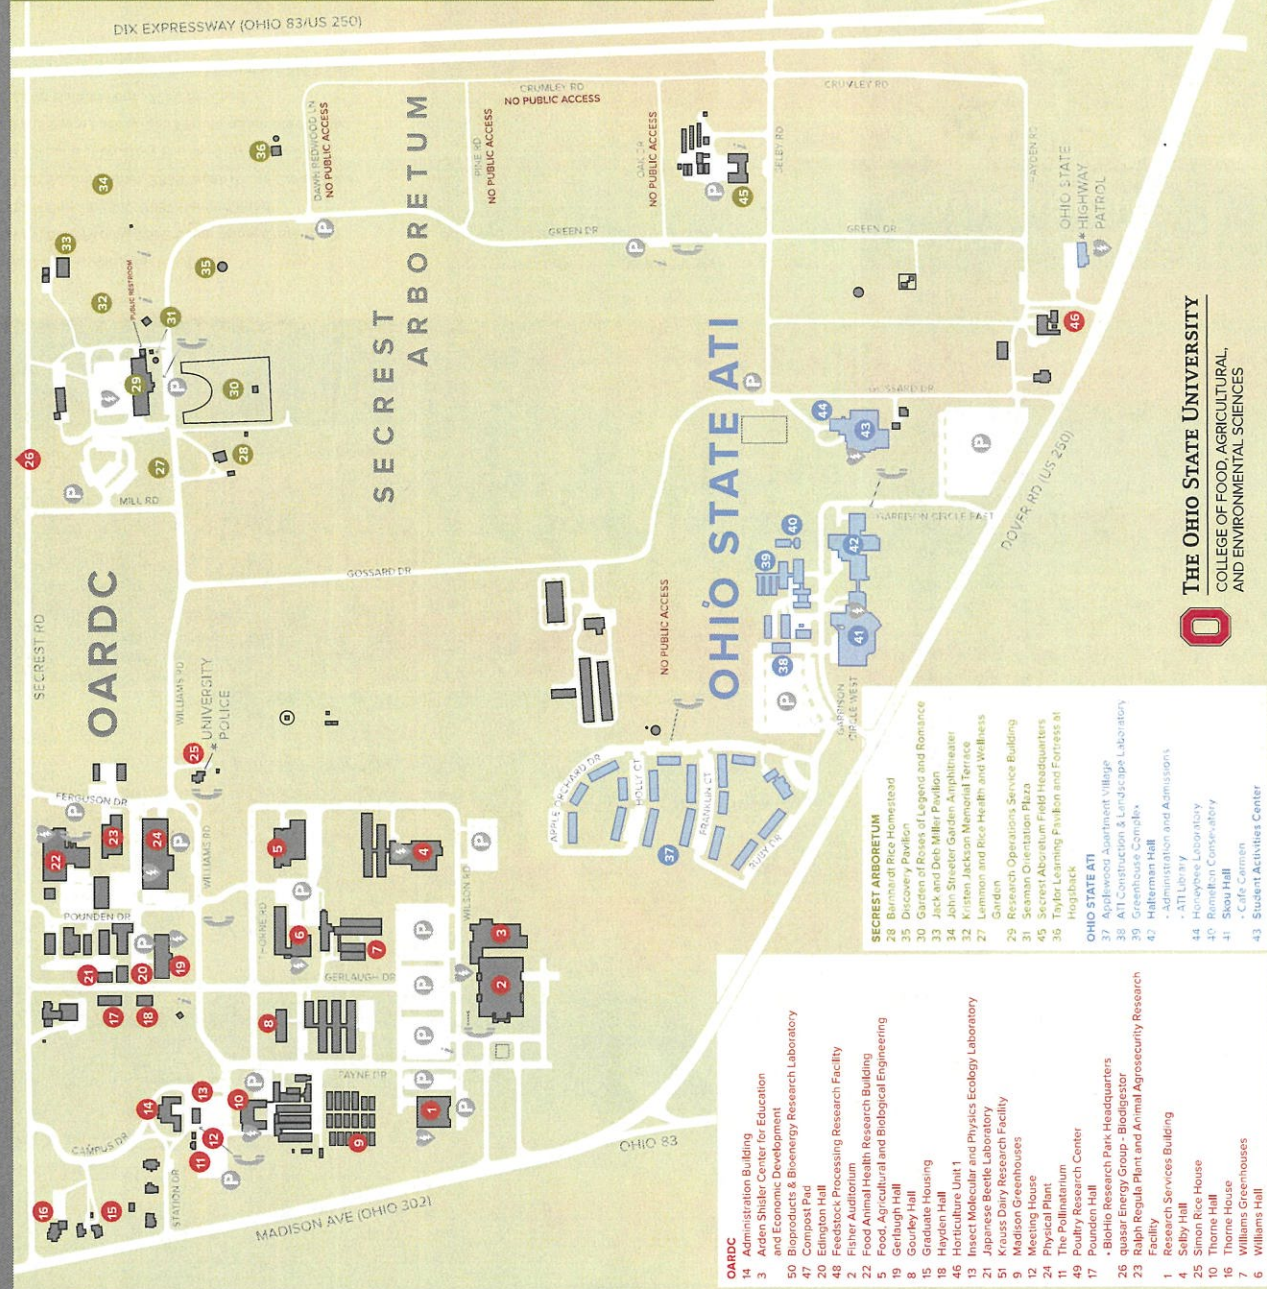 DIX EXPRESSWAY (OHIO 83/US 250)
SECREST RD
OARDC
WILLIAMS RD
UNIVERSITY
POLICE
MILL RD
GOSSARD DR
SECREST
ARBORETUM
PUBLIC RESTROOM
DAWN REDWOOD LN
NO PUBLIC ACCESS
CRUMLEY RD
NO PUBLIC ACCESS
PINE RD
NO PUBLIC ACCESS
OAK DR
NO PUBLIC ACCESS
SELBY RD
CRUMLEY RD
HAYDEN RD
GREEN DR
GREEN DR
OHIO STATE
HIGHWAY
PATROL
GOSSARD DR
OHIO STATE ATI
NO PUBLIC ACCESS
GARRISON CIRCLE EAST
GARRISON
CIRCLE WEST
DOVER RD (US 250)
APPLE ORCHARD DR
HOLLY CT
FRANKLIN CT
RUBY DR
FERGUSON DR
POUNDEN DR
WILLIAMS RD
THORNE RD
GERLAUGH DR
WILSON RD
PAYNE DR
CAMPUS DR
STATION DR
MADISON AVE (OHIO 302)
OHIO 83
OARDC
14 Administration Building
3 Arden Shisler Center for Education
and Economic Development
50 Bioproducts & Bioenergy Research Laboratory
47 Compost Pad
20 Edington Hall
48 Feedstock Processing Research Facility
2 Fisher Auditorium
22 Food Animal Health Research Building
5 Food, Agricultural and Biological Engineering
19 Gerlaugh Hall
8 Gourley Hall
15 Graduate Housing
18 Hayden Hall
46 Horticulture Unit 1
13 Insect Molecular and Physics Ecology Laboratory
21 Japanese Beetle Laboratory
51 Krauss Dairy Research Facility
9 Madison Greenhouses
12 Meeting House
24 Physical Plant
11 The Pollinatarium
49 Poultry Research Center
17 Pounden Hall
• BioHio Research Park Headquarters
26 quasar Energy Group - Biodigestor
23 Ralph Regula Plant and Animal Agrosecurity Research
Facility
1 Research Services Building
4 Selby Hall
25 Simon Rice House
10 Thorne Hall
16 Thorne House
7 Williams Greenhouses
6 Williams Hall
SECREST ARBORETUM
28 Barnardt Rice Homestead
35 Discovery Pavilion
30 Garden of Roses of Legend and Romance
33 Jack and Deb Miller Pavilion
34 John Streeter Garden Amphitheater
32 Kristen Jackson Memorial Terrace
27 Lemmon and Rice Health and Wellness
Garden
29 Research Operations Service Building
31 Seaman Orientation Plaza
45 Secrest Aboretum Field Headquarters
36 Taylor Learning Pavilion and Fortress at
Hogsback
OHIO STATE ATI
37 Applewood Apartment Village
38 ATI Construction & Landscape Laboratory
39 Greenhouse Complex
42 Halterman Hall
- Administration and Admissions
- ATI Library
44 Honeybee Laboratory
40 Ramellon Consevatory
41 Skou Hall
- Cafe Carmen
43 Student Activities Center
THE OHIO STATE UNIVERSITY
COLLEGE OF FOOD, AGRICULTURAL,
AND ENVIRONMENTAL SCIENCES